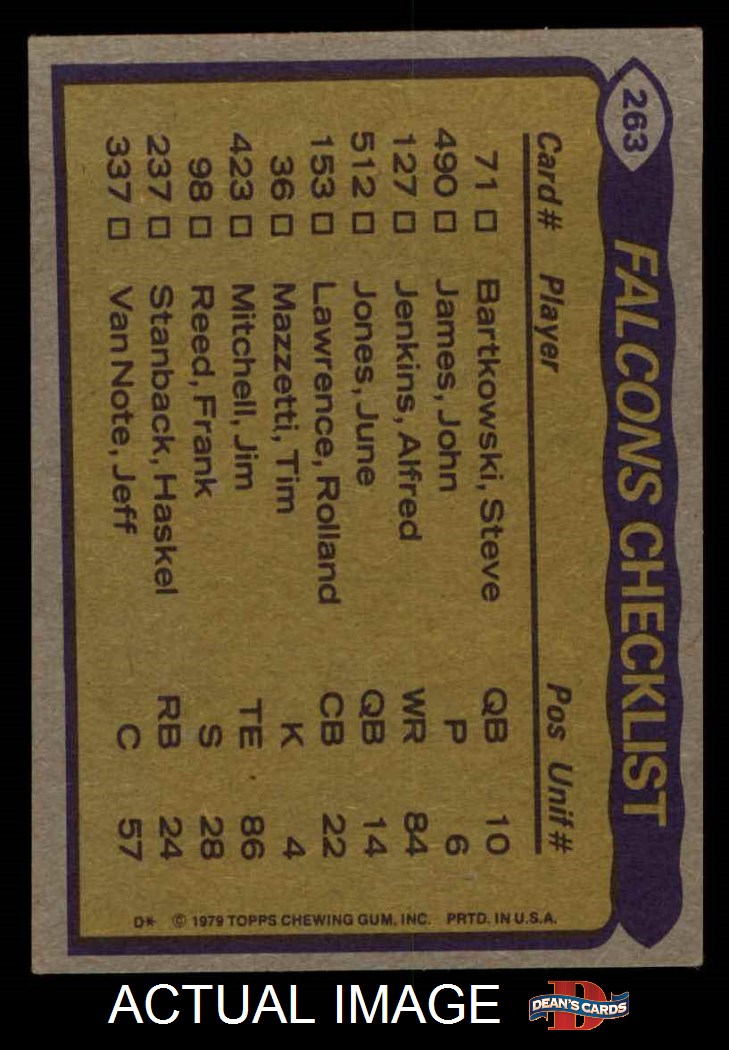 263
FALCONS CHECKLIST
Card# Player Pos Unif#
71 Bartkowski, Steve QB 10
490 James, John P 6
127 Jenkins, Alfred WR 84
512 Jones, June QB 14
153 Lawrence, Rolland CB 22
36 Mazzetti, Tim K 4
423 Mitchell, Jim TE 86
98 Reed, Frank S 28
237 Stanback, Haskel RB 24
337 Van Note, Jeff C 57
D* © 1979 TOPPS CHEWING GUM, INC. PRTD. IN U.S.A.
ACTUAL IMAGE
D
DEAN'S CARDS